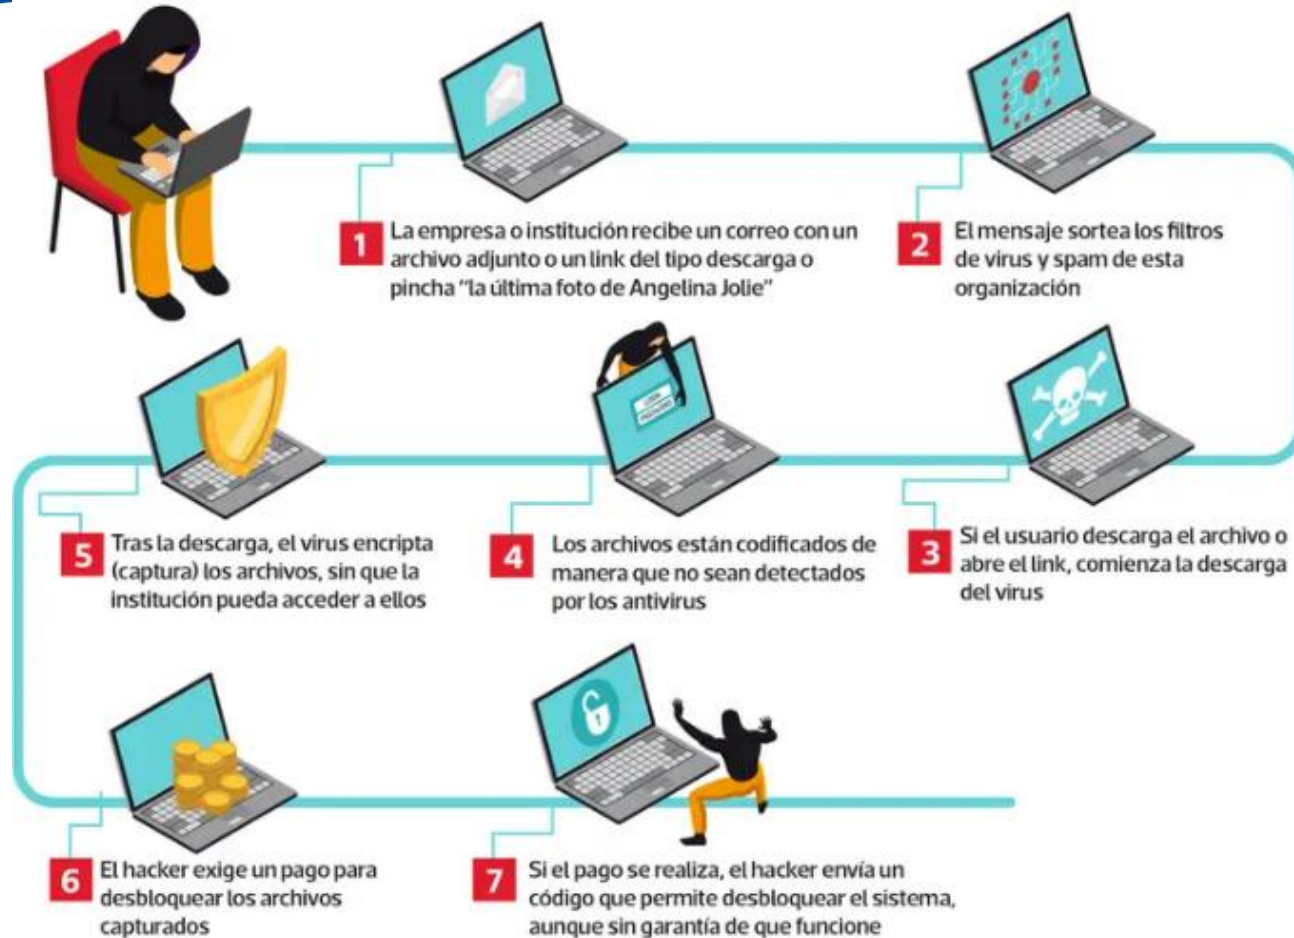 1
La empresa o institución recibe un correo con un
archivo adjunto o un link del tipo descarga o
pincha "la última foto de Angelina Jolie"
2
El mensaje sortea los filtros
de virus y spam de esta
organización
3
Si el usuario descarga el archivo o
abre el link, comienza la descarga
del virus
4
Los archivos están codificados de
manera que no sean detectados
por los antivirus
5
Tras la descarga, el virus encripta
(captura) los archivos, sin que la
institución pueda acceder a ellos
6
El hacker exige un pago para
desbloquear los archivos
capturados
7
Si el pago se realiza, el hacker envía un
código que permite desbloquear el sistema,
aunque sin garantía de que funcione